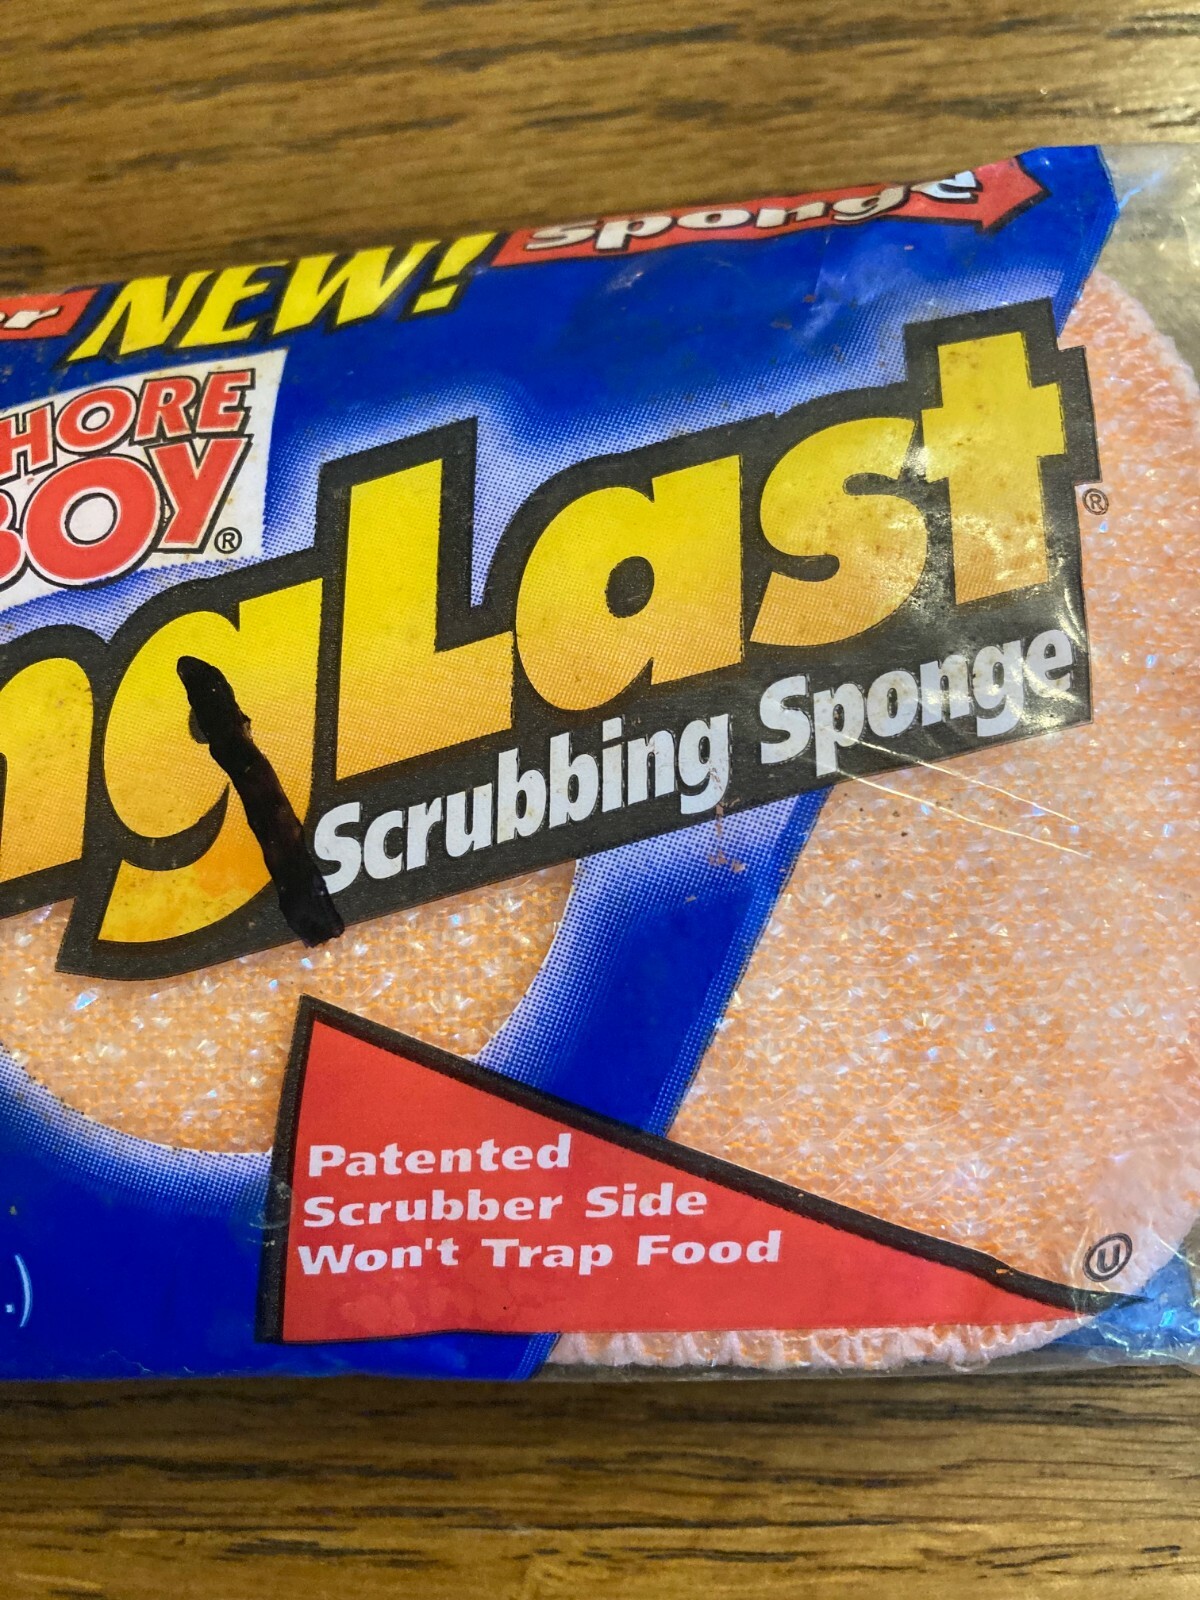 NEW! Sponge
HORE
BOY®
ngLast®
Scrubbing Sponge
Patented
Scrubber Side
Won't Trap Food
U
.)